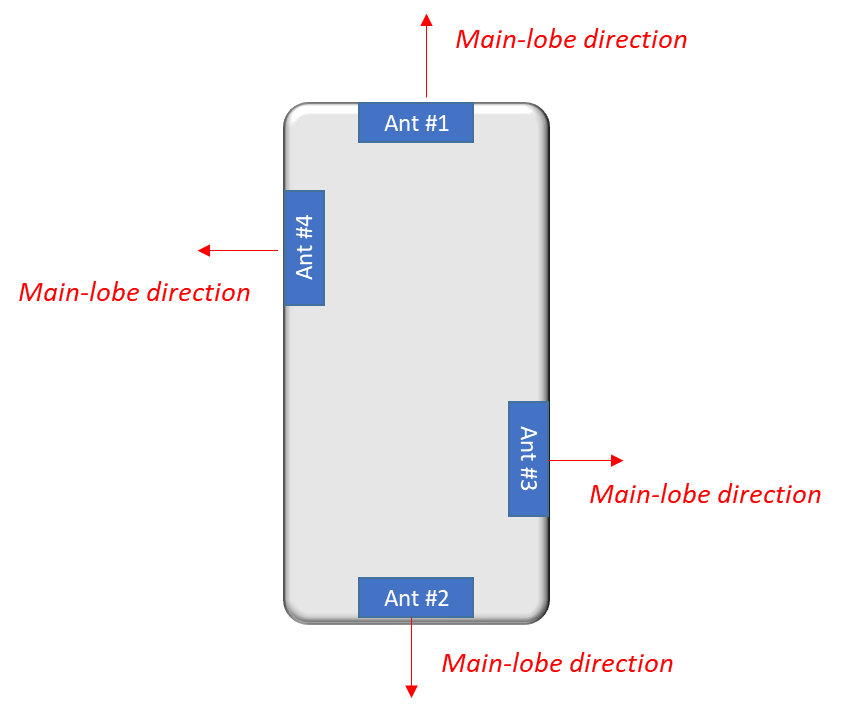 Main-lobe direction
Ant #1
Ant #4
Main-lobe direction
Ant #3
Main-lobe direction
Ant #2
Main-lobe direction